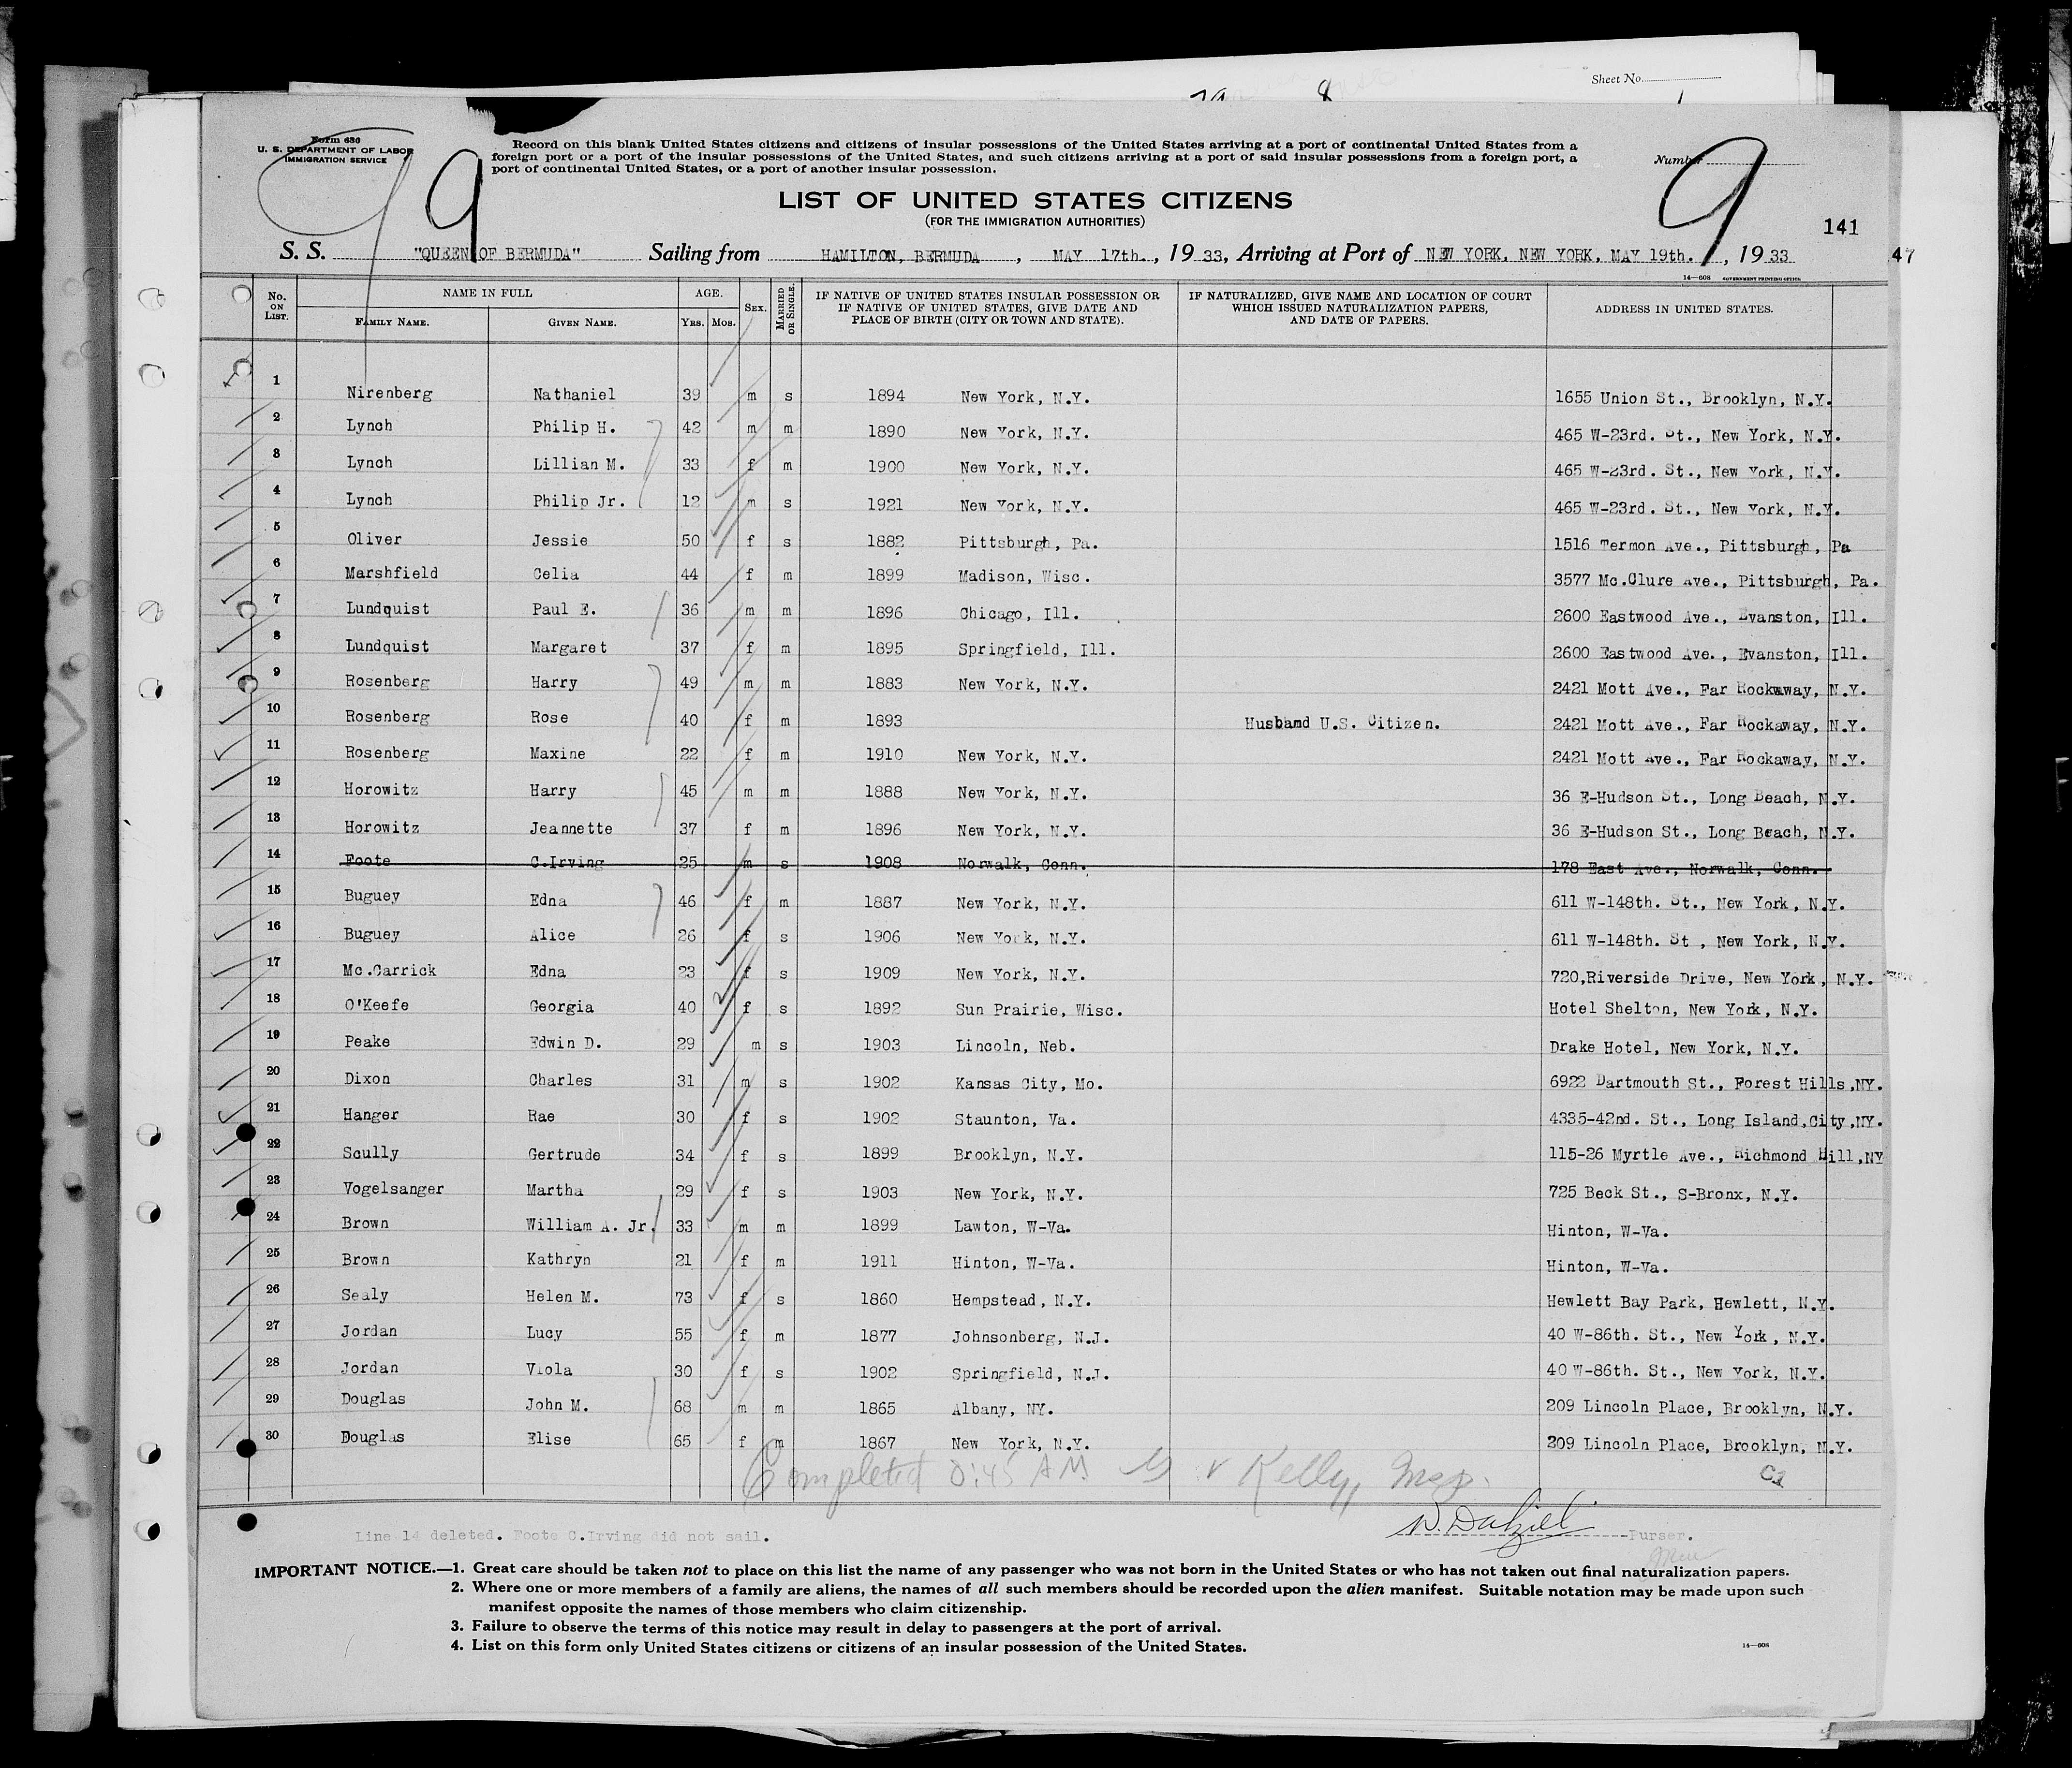 Sheet No.
Form 630
U. S. DEPARTMENT OF LABOR
IMMIGRATION SERVICE
9
Record on this blank United States citizens and citizens of insular possessions of the United States arriving at a port of continental United States from a
foreign port or a port of the insular possessions of the United States, and such citizens arriving at a port of said insular possessions from a foreign port, a
port of continental United States, or a port of another insular possession.
Number
9
LIST OF UNITED STATES CITIZENS
(FOR THE IMMIGRATION AUTHORITIES)
141
S. S. "QUEEN OF BERMUDA" Sailing from HAMILTON, BERMUDA , MAY 17th. , 19 33, Arriving at Port of NEW YORK, NEW YORK, MAY 19th. , 19 33
47
14—608 GOVERNMENT PRINTING OFFICE
No. ON LIST. NAME IN FULL FAMILY NAME. GIVEN NAME. AGE. YRS. MOS. SEX. MARRIED OR SINGLE. IF NATIVE OF UNITED STATES INSULAR POSSESSION OR IF NATIVE OF UNITED STATES, GIVE DATE AND PLACE OF BIRTH (CITY OR TOWN AND STATE). IF NATURALIZED, GIVE NAME AND LOCATION OF COURT WHICH ISSUED NATURALIZATION PAPERS, AND DATE OF PAPERS. ADDRESS IN UNITED STATES.
1 Nirenberg Nathaniel 39 m s 1894 New York, N.Y. 1655 Union St., Brooklyn, N.Y.
2 Lynch Philip H. 42 m m 1890 New York, N.Y. 465 W-23rd. St., New York, N.Y.
3 Lynch Lillian M. 33 f m 1900 New York, N.Y. 465 W-23rd. St., New York, N.Y.
4 Lynch Philip Jr. 12 m s 1921 New York, N.Y. 465 W-23rd. St., New York, N.Y.
5 Oliver Jessie 50 f s 1882 Pittsburgh, Pa. 1516 Termon Ave., Pittsburgh, Pa
6 Marshfield Celia 44 f m 1899 Madison, Wisc. 3577 Mc.Clure Ave., Pittsburgh, Pa.
7 Lundquist Paul E. 36 m m 1896 Chicago, Ill. 2600 Eastwood Ave., Evanston, Ill.
8 Lundquist Margaret 37 f m 1895 Springfield, Ill. 2600 Eastwood Ave., Evanston, Ill.
9 Rosenberg Harry 49 m m 1883 New York, N.Y. 2421 Mott Ave., Far Rockaway, N.Y.
10 Rosenberg Rose 40 f m 1893 Husband U.S. Citizen. 2421 Mott Ave., Far Rockaway, N.Y.
11 Rosenberg Maxine 22 f m 1910 New York, N.Y. 2421 Mott Ave., Far Rockaway, N.Y.
12 Horowitz Harry 45 m m 1888 New York, N.Y. 36 E-Hudson St., Long Beach, N.Y.
13 Horowitz Jeannette 37 f m 1896 New York, N.Y. 36 E-Hudson St., Long Beach, N.Y.
14 Foote C.Irving 25 m s 1908 Norwalk, Conn. 178 East Ave., Norwalk, Conn.
15 Buguey Edna 46 f m 1887 New York, N.Y. 611 W-148th. St., New York, N.Y.
16 Buguey Alice 26 f s 1906 New York, N.Y. 611 W-148th. St , New York, N.Y.
17 Mc.Carrick Edna 23 f s 1909 New York, N.Y. 720,Riverside Drive, New York, N.Y.
18 O'Keefe Georgia 40 f s 1892 Sun Prairie, Wisc. Hotel Shelton, New York, N.Y.
19 Peake Edwin D. 29 m s 1903 Lincoln, Neb. Drake Hotel, New York, N.Y.
20 Dixon Charles 31 m s 1902 Kansas City, Mo. 6922 Dartmouth St., Forest Hills,NY.
21 Hanger Rae 30 f s 1902 Staunton, Va. 4335-42nd. St., Long Island,City,NY.
22 Scully Gertrude 34 f s 1899 Brooklyn, N.Y. 115-26 Myrtle Ave., Richmond Hill,NY
23 Vogelsanger Martha 29 f s 1903 New York, N.Y. 725 Beck St., S-Bronx, N.Y.
24 Brown William A. Jr. 33 m m 1899 Lawton, W-Va. Hinton, W-Va.
25 Brown Kathryn 21 f m 1911 Hinton, W-Va. Hinton, W-Va.
26 Sealy Helen M. 73 f s 1860 Hempstead, N.Y. Hewlett Bay Park, Hewlett, N.Y.
27 Jordan Lucy 55 f m 1877 Johnsonberg, N.J. 40 W-86th. St., New York, N.Y.
28 Jordan Viola 30 f s 1902 Springfield, N.J. 40 W-86th. St., New York, N.Y.
29 Douglas John M. 68 m m 1865 Albany, NY. 209 Lincoln Place, Brooklyn, N.Y.
30 Douglas Elise 65 f m 1867 New York, N.Y. 209 Lincoln Place, Brooklyn, N.Y.
Completed 0:45 AM Kelly, Insp.
Line 14 deleted. Foote C.Irving did not sail.
Purser.
IMPORTANT NOTICE.—1. Great care should be taken not to place on this list the name of any passenger who was not born in the United States or who has not taken out final naturalization papers.
2. Where one or more members of a family are aliens, the names of all such members should be recorded upon the alien manifest. Suitable notation may be made upon such
manifest opposite the names of those members who claim citizenship.
3. Failure to observe the terms of this notice may result in delay to passengers at the port of arrival.
4. List on this form only United States citizens or citizens of an insular possession of the United States.
14—608